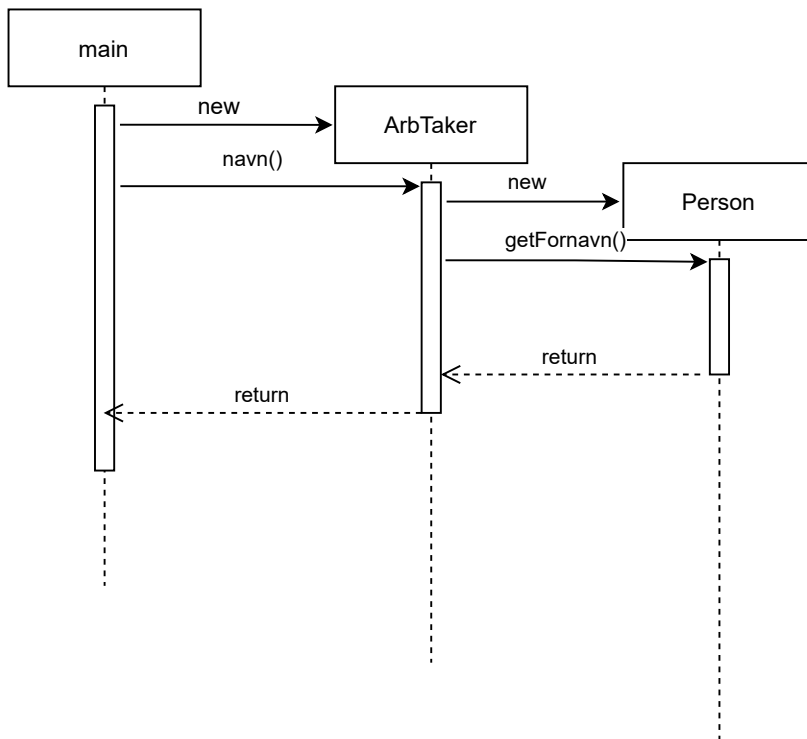 main
new
ArbTaker
navn()
new
Person
getFornavn()
return
return